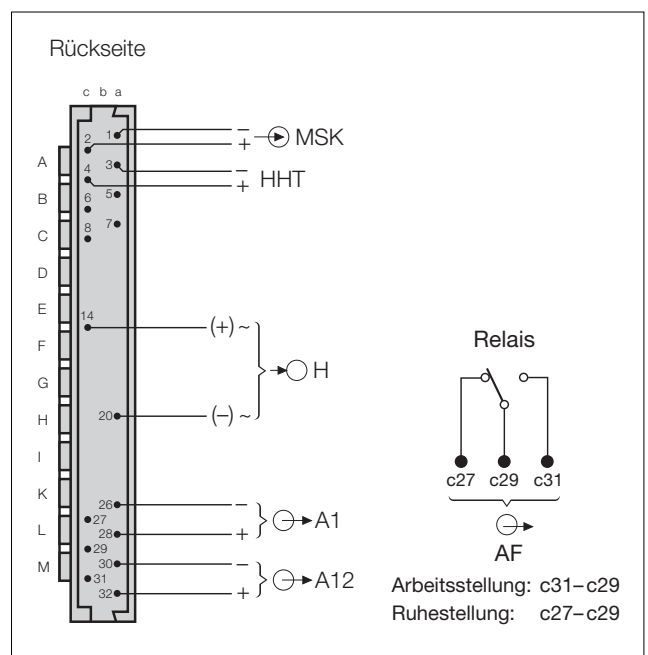 Rückseite
c b a
1
2
− MSK
+
A
3
4
− HHT
+
B
5
6
C
7
8
D
E
14
(+) ~
F
H
G
H
20
(−) ~
I
K
26
−
27
A1
L
28
+
29
M
30
−
31
A12
32
+
Relais
c27 c29 c31
AF
Arbeitsstellung: c31–c29
Ruhestellung: c27–c29